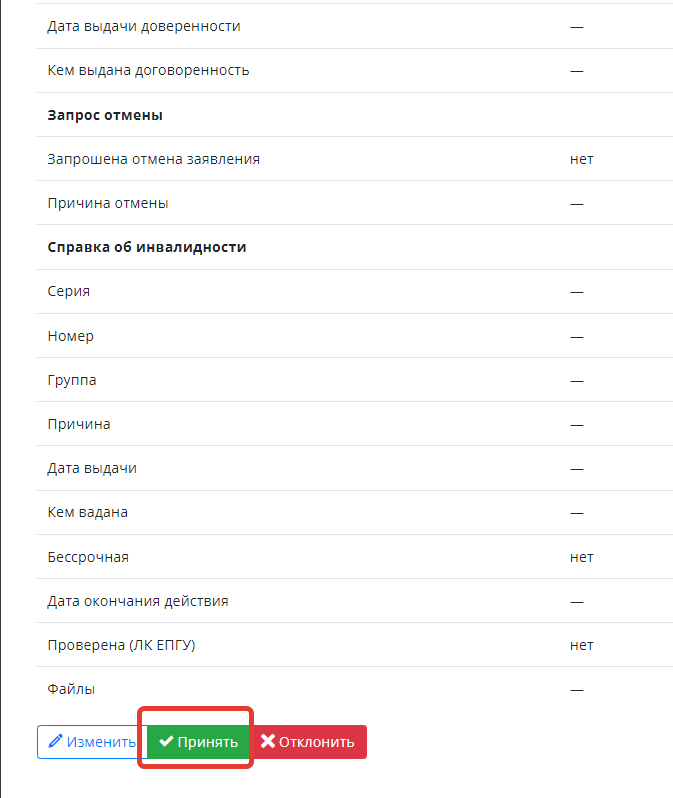 Дата выдачи доверенности —
Кем выдана договоренность —
Запрос отмены
Запрошена отмена заявления нет
Причина отмены —
Справка об инвалидности
Серия —
Номер —
Группа —
Причина —
Дата выдачи —
Кем вадана —
Бессрочная нет
Дата окончания действия —
Проверена (ЛК ЕПГУ) нет
Файлы —
Изменить Принять Отклонить